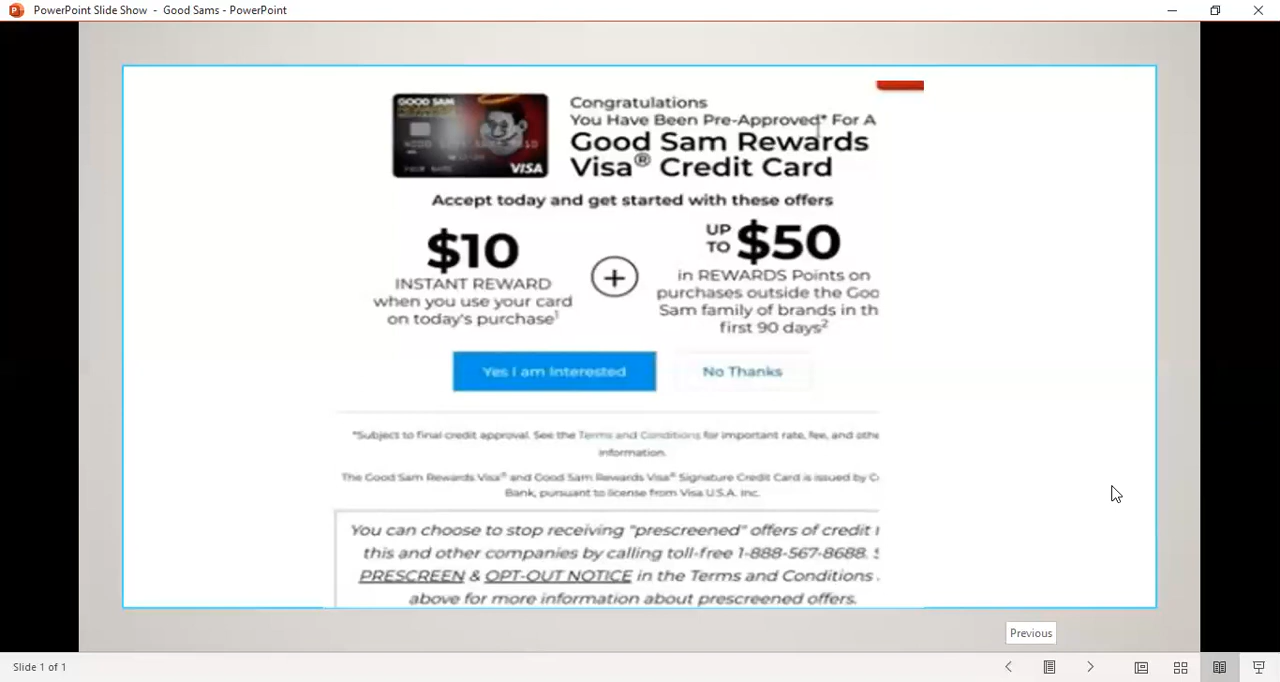 PowerPoint Slide Show - Good Sams - PowerPoint
GOOD SAM
VISA
Congratulations
You Have Been Pre-Approved* For A
Good Sam Rewards
Visa® Credit Card
Accept today and get started with these offers
$10
INSTANT REWARD
when you use your card
on today's purchase¹
+
UP
TO $50
in REWARDS Points on
purchases outside the Goo
Sam family of brands in th
first 90 days²
Yes I am Interested
No Thanks
*Subject to final credit approval. See the Terms and Conditions for important rate, fee, and othe
information.
The Good Sam Rewards Visa® and Good Sam Rewards Visa® Signature Credit Card is issued by C
Bank, pursuant to license from Visa U.S.A. Inc.
You can choose to stop receiving "prescreened" offers of credit
this and other companies by calling toll-free 1-888-567-8688. S
PRESCREEN & OPT-OUT NOTICE in the Terms and Conditions
above for more information about prescreened offers.
Previous
Slide 1 of 1